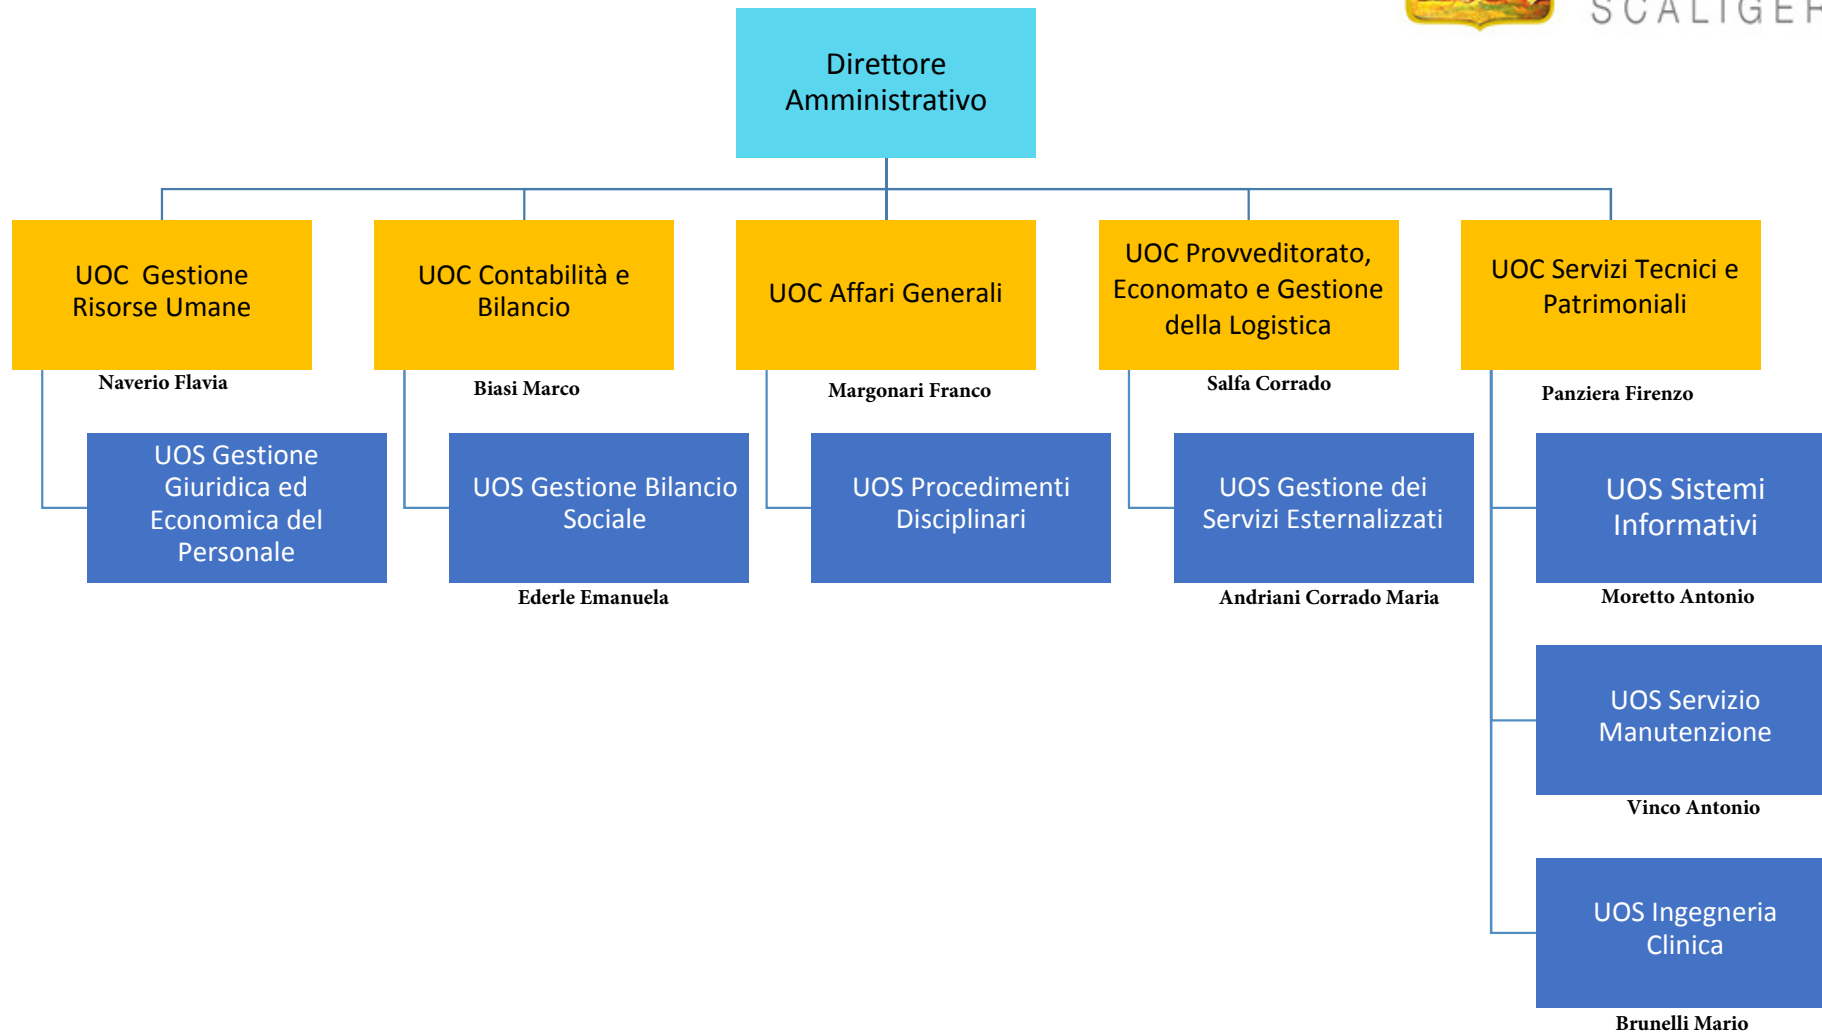 SCALIGER
Direttore
Amministrativo
UOC Gestione
Risorse Umane
Naverio Flavia
UOC Contabilità e
Bilancio
Biasi Marco
UOC Affari Generali
Margonari Franco
UOC Provveditorato,
Economato e Gestione
della Logistica
Salfa Corrado
UOC Servizi Tecnici e
Patrimoniali
Panziera Firenzo
UOS Gestione
Giuridica ed
Economica del
Personale
UOS Gestione Bilancio
Sociale
Ederle Emanuela
UOS Procedimenti
Disciplinari
UOS Gestione dei
Servizi Esternalizzati
Andriani Corrado Maria
UOS Sistemi
Informativi
Moretto Antonio
UOS Servizio
Manutenzione
Vinco Antonio
UOS Ingegneria
Clinica
Brunelli Mario